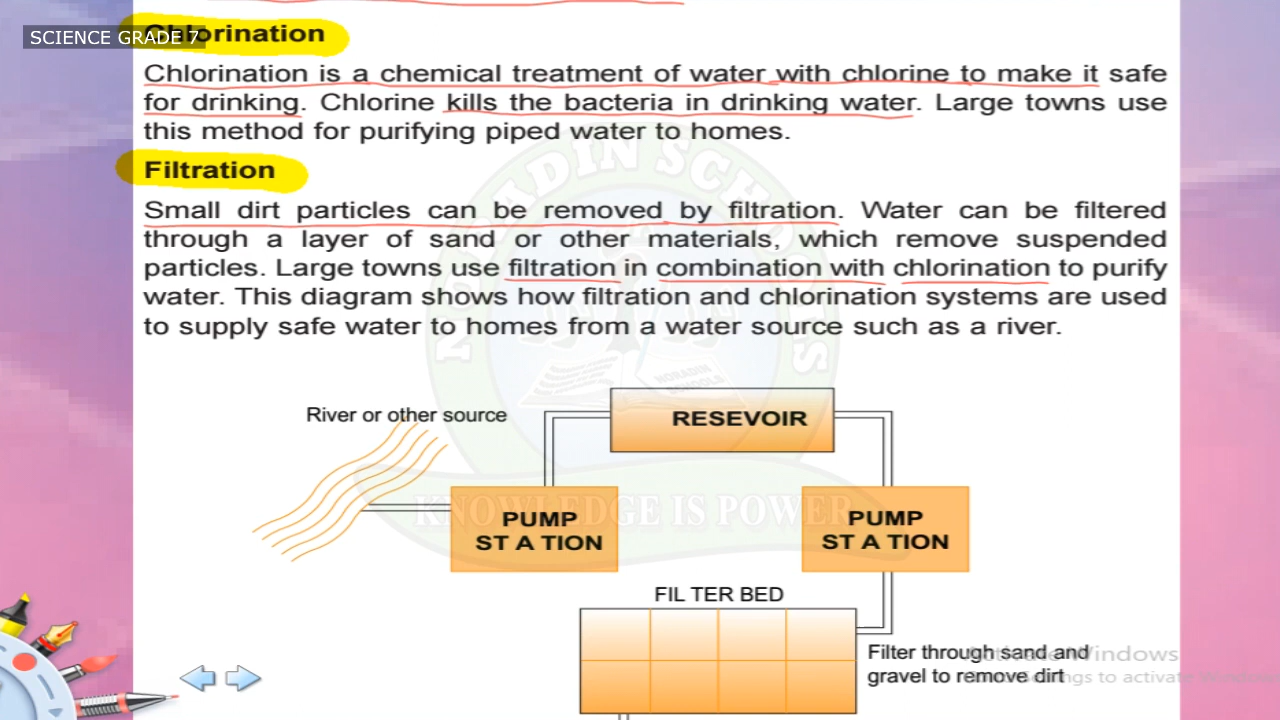 SCIENCE GRADE 7
Chlorination
Chlorination is a chemical treatment of water with chlorine to make it safe
for drinking. Chlorine kills the bacteria in drinking water. Large towns use
this method for purifying piped water to homes.
Filtration
Small dirt particles can be removed by filtration. Water can be filtered
through a layer of sand or other materials, which remove suspended
particles. Large towns use filtration in combination with chlorination to purify
water. This diagram shows how filtration and chlorination systems are used
to supply safe water to homes from a water source such as a river.
River or other source
RESEVOIR
KNOWLEDGE IS POWER
PUMP
ST A TION
PUMP
ST A TION
FIL TER BED
Filter through sand and
gravel to remove dirt
Activate Windows